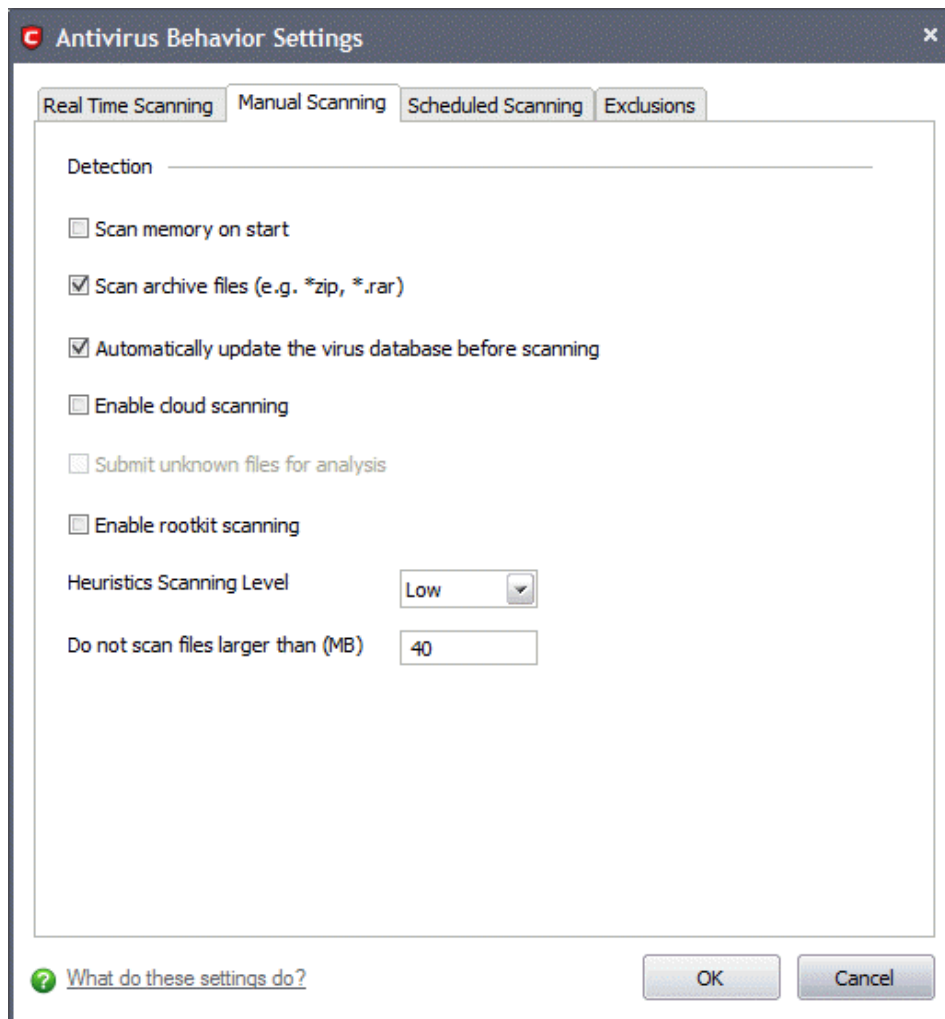 Antivirus Behavior Settings
Real Time Scanning
Manual Scanning
Scheduled Scanning
Exclusions
Detection
Scan memory on start
Scan archive files (e.g. *zip, *.rar)
Automatically update the virus database before scanning
Enable cloud scanning
Submit unknown files for analysis
Enable rootkit scanning
Heuristics Scanning Level
Low
Do not scan files larger than (MB)
40
What do these settings do?
OK
Cancel